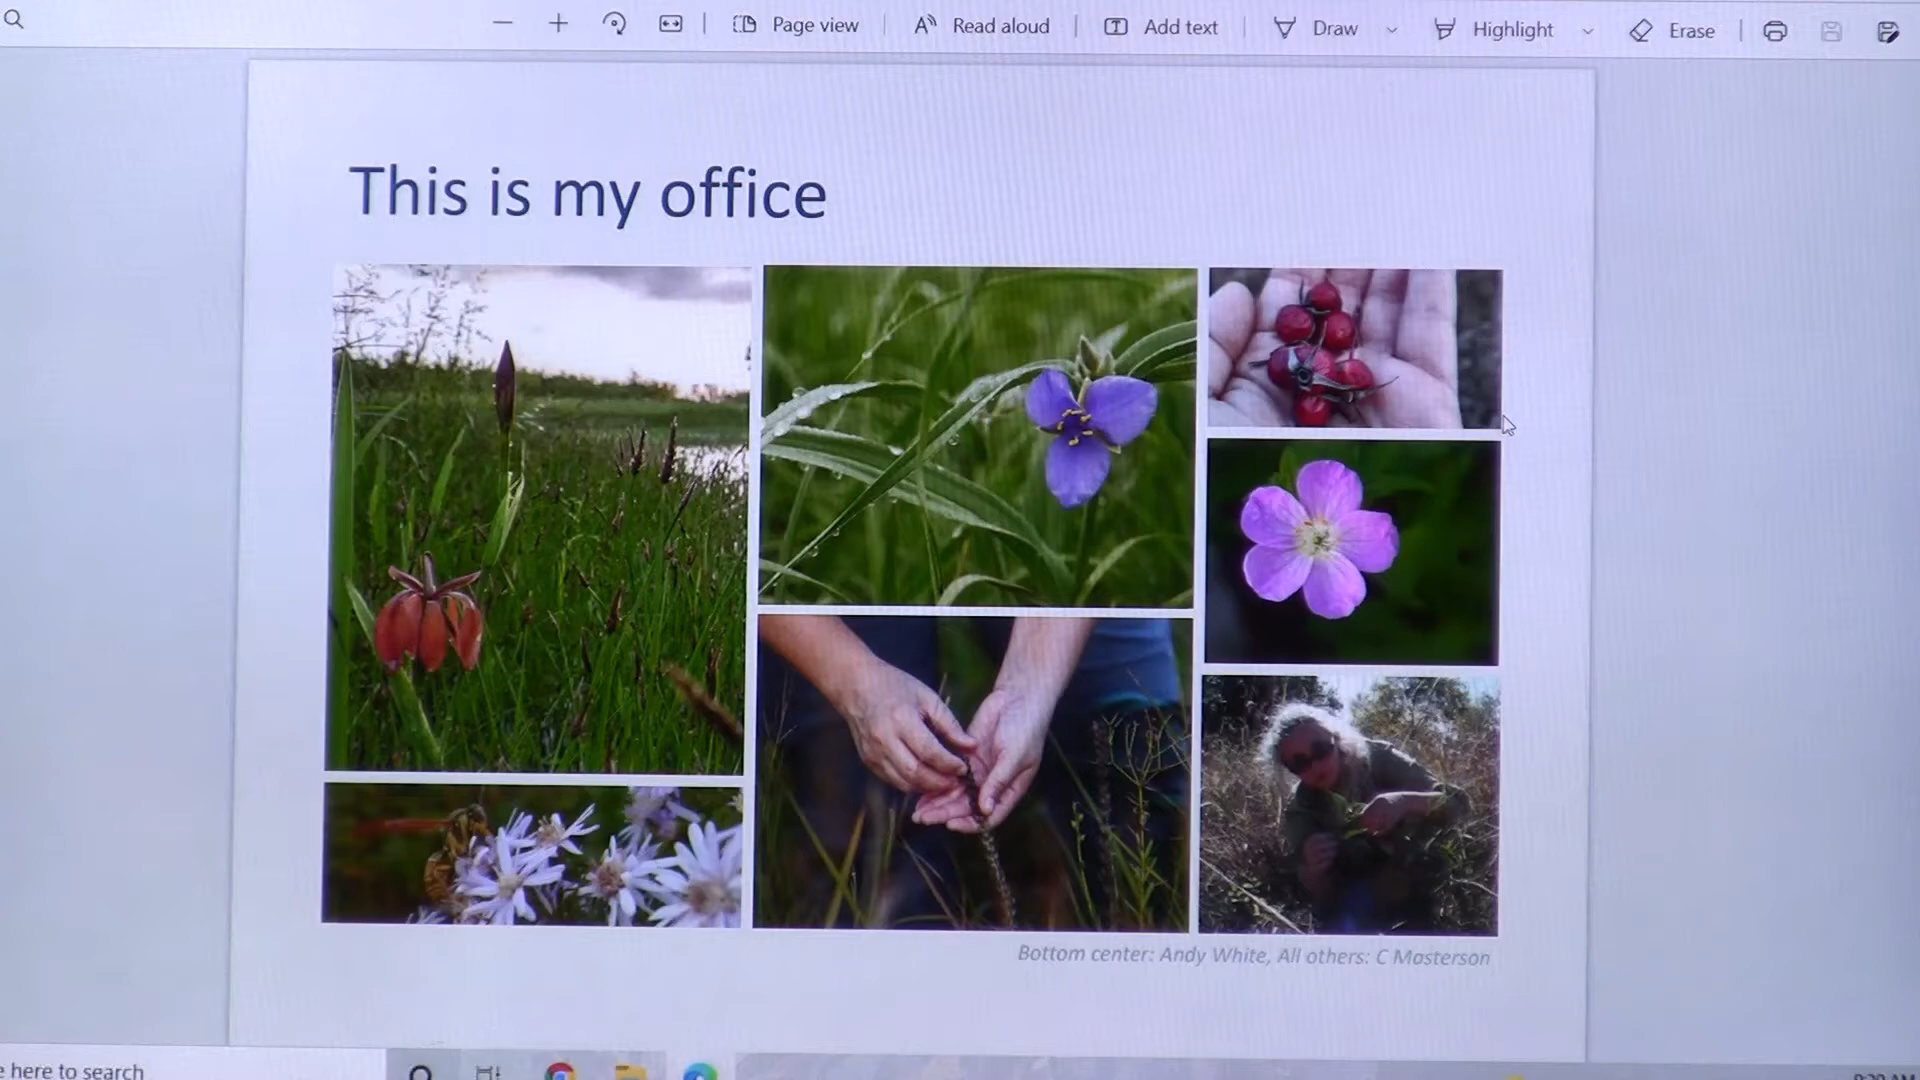 Page view
Read aloud
Add text
Draw
Highlight
Erase
This is my office
Bottom center: Andy White, All others: C Masterson
here to search